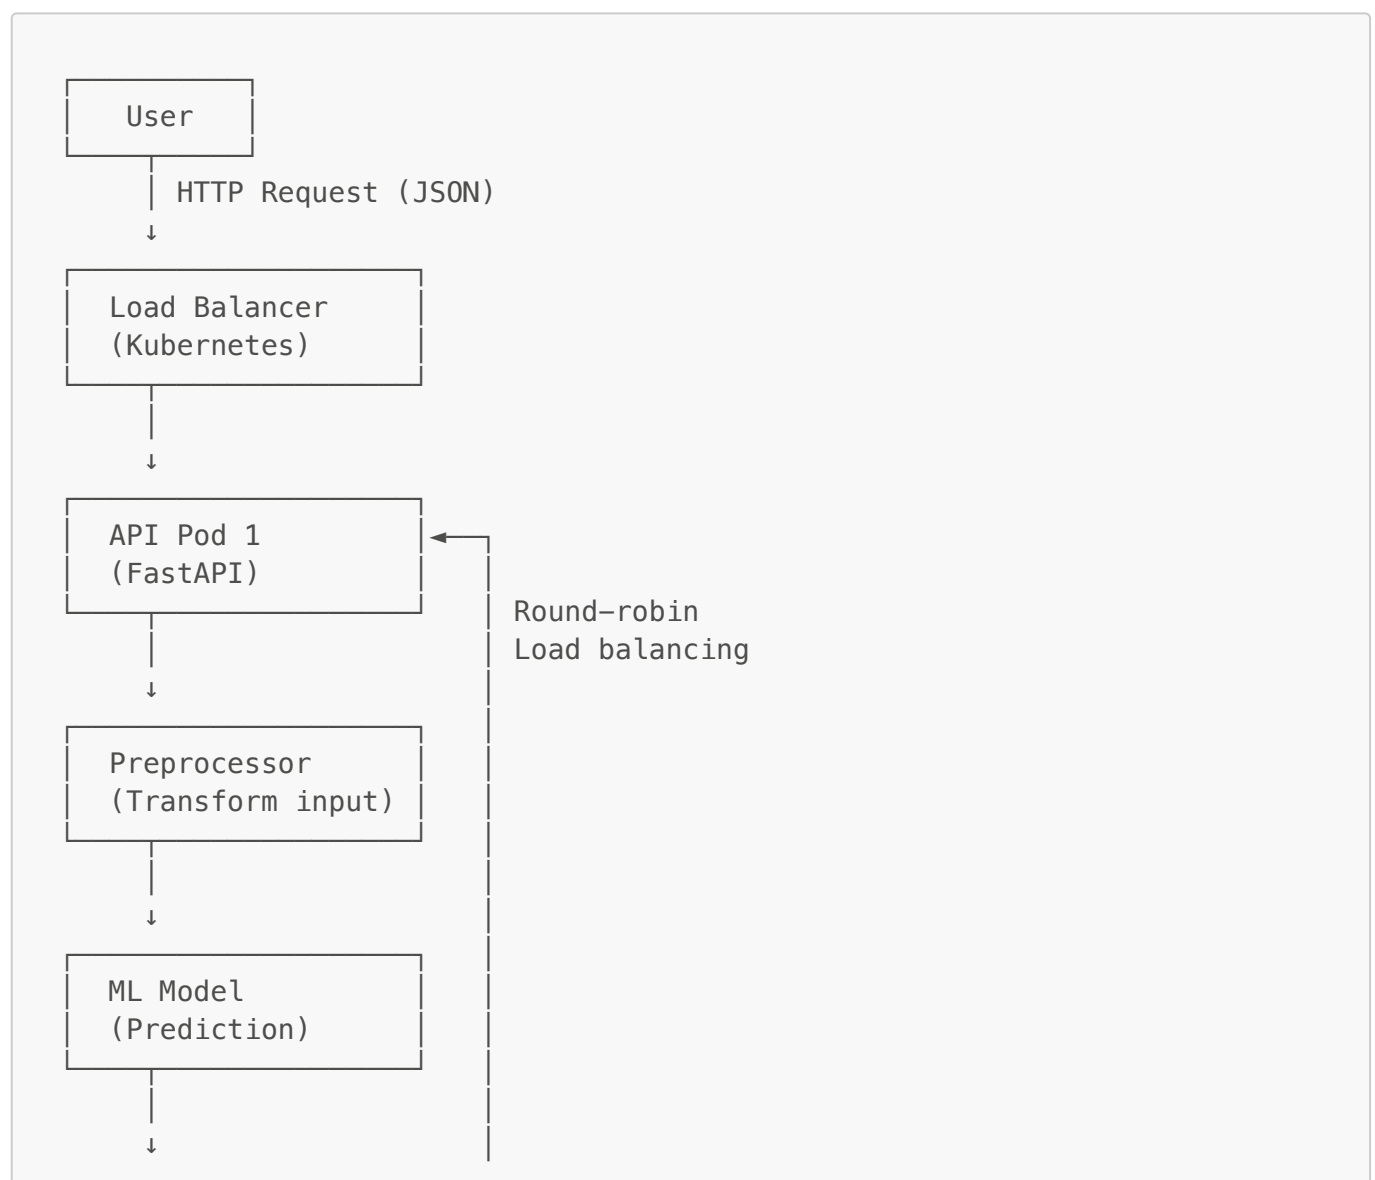 User
HTTP Request (JSON)
Load Balancer
(Kubernetes)
API Pod 1
(FastAPI)
Round-robin
Load balancing
Preprocessor
(Transform input)
ML Model
(Prediction)